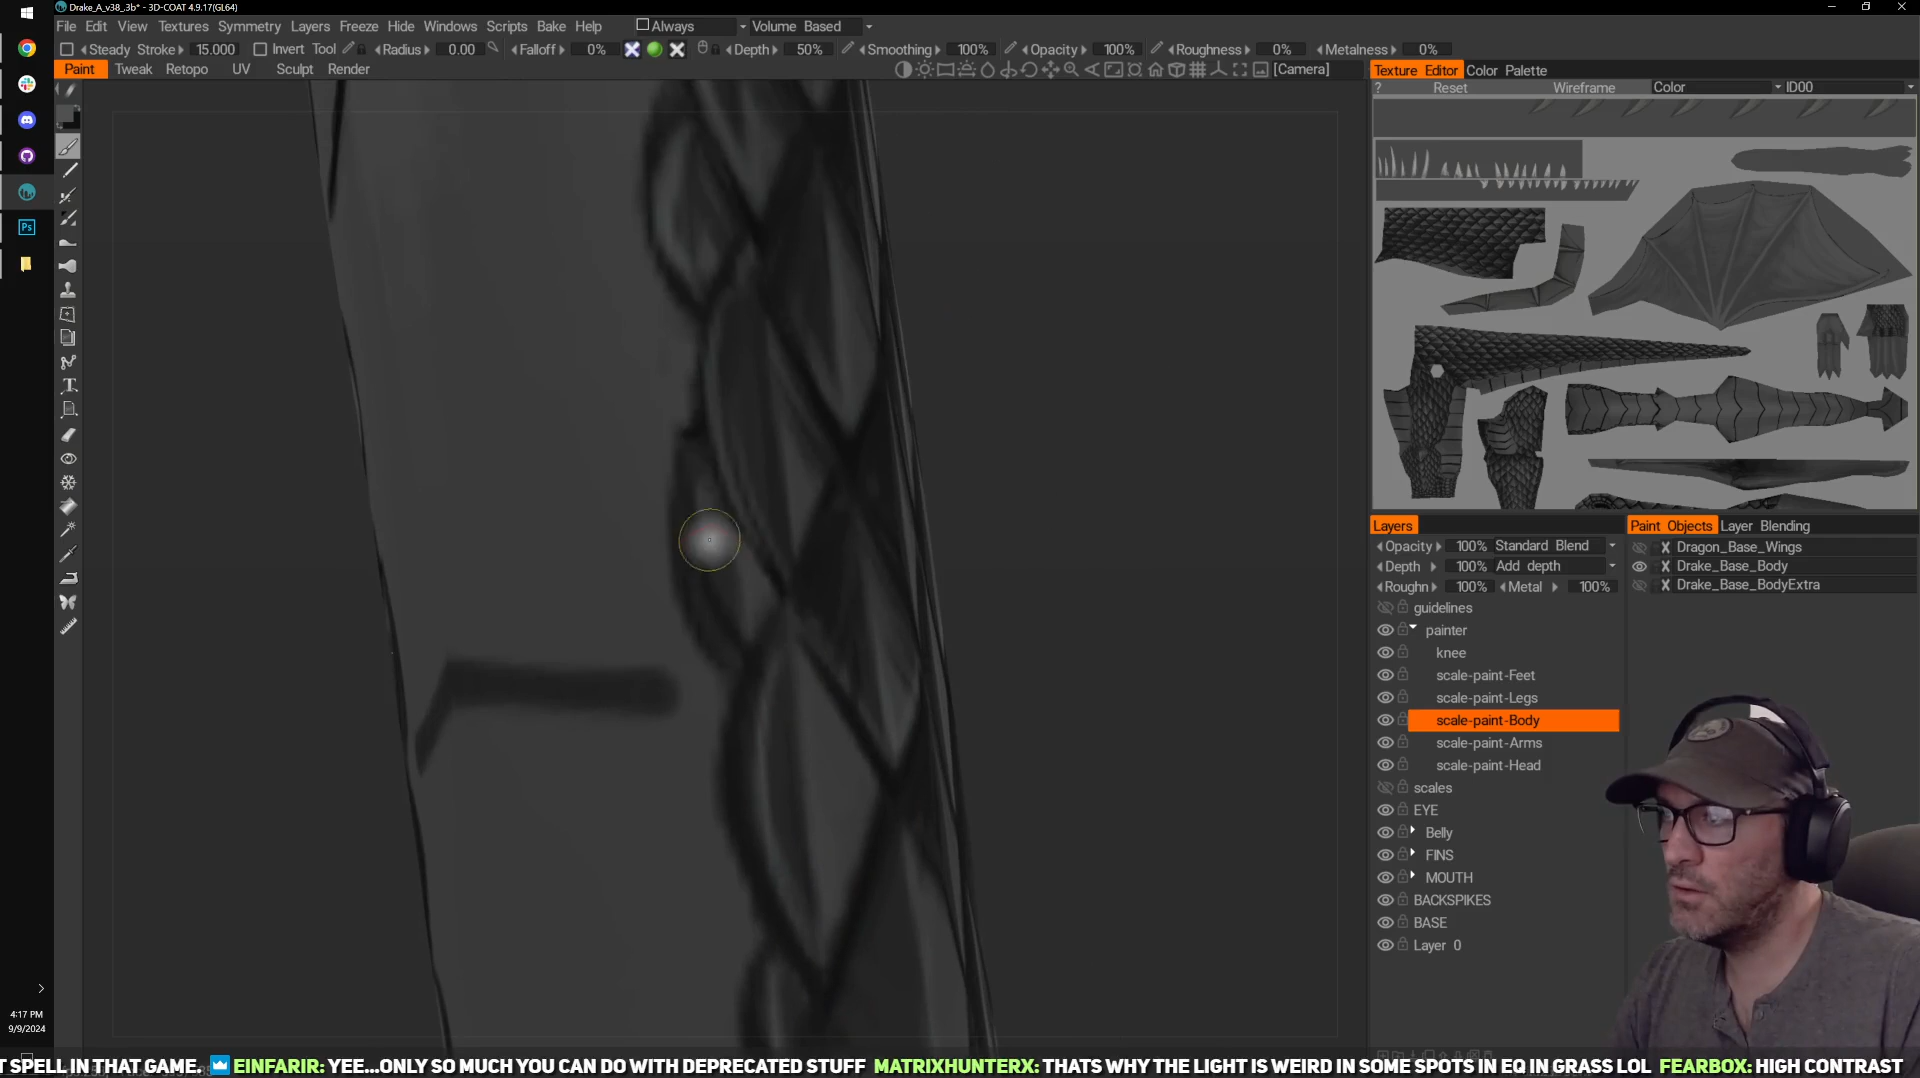 Drake_A_v38_.3b* - 3D-COAT 4.9.17(GL64)
File Edit View Textures Symmetry Layers Freeze Hide Windows Scripts Bake Help Always Volume Based
Steady Stroke 15.000 Invert Tool Radius 0.00 Falloff 0% Depth 50% Smoothing 100% Opacity 100% Roughness 0% Metalness 0%
Paint Tweak Retopo UV Sculpt Render [Camera]
Texture Editor Color Palette
? Reset Wireframe Color ID00
Layers
Opacity 100% Standard Blend
Depth 100% Add depth
Roughn 100% Metal 100%
guidelines
painter
knee
scale-paint-Feet
scale-paint-Legs
scale-paint-Body
scale-paint-Arms
scale-paint-Head
scales
EYE
Belly
FINS
MOUTH
BACKSPIKES
BASE
Layer 0
Paint Objects Layer Blending
Dragon_Base_Wings
Drake_Base_Body
Drake_Base_BodyExtra
Ps
4:17 PM
9/9/2024
T SPELL IN THAT GAME. EINFARIR: YEE...ONLY SO MUCH YOU CAN DO WITH DEPRECATED STUFF MATRIXHUNTERX: THATS WHY THE LIGHT IS WEIRD IN SOME SPOTS IN EQ IN GRASS LOL FEARBOX: HIGH CONTRAST